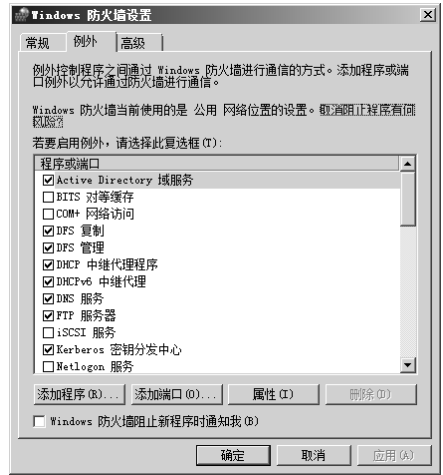 Windows 防火墙设置
常规 例外 高级
例外控制程序之间通过 Windows 防火墙进行通信的方式。添加程序或端
口例外以允许通过防火墙进行通信。
Windows 防火墙当前使用的是 公用 网络位置的设置。取消阻止程序有何
风险?
若要启用例外，请选择此复选框(T):
程序或端口
Active Directory 域服务
BITS 对等缓存
COM+ 网络访问
DFS 复制
DFS 管理
DHCP 中继代理程序
DHCPv6 中继代理
DNS 服务
FTP 服务器
iSCSI 服务
Kerberos 密钥分发中心
Netlogon 服务
添加程序(R)... 添加端口(O)... 属性(I) 删除(D)
Windows 防火墙阻止新程序时通知我(B)
确定 取消 应用(A)